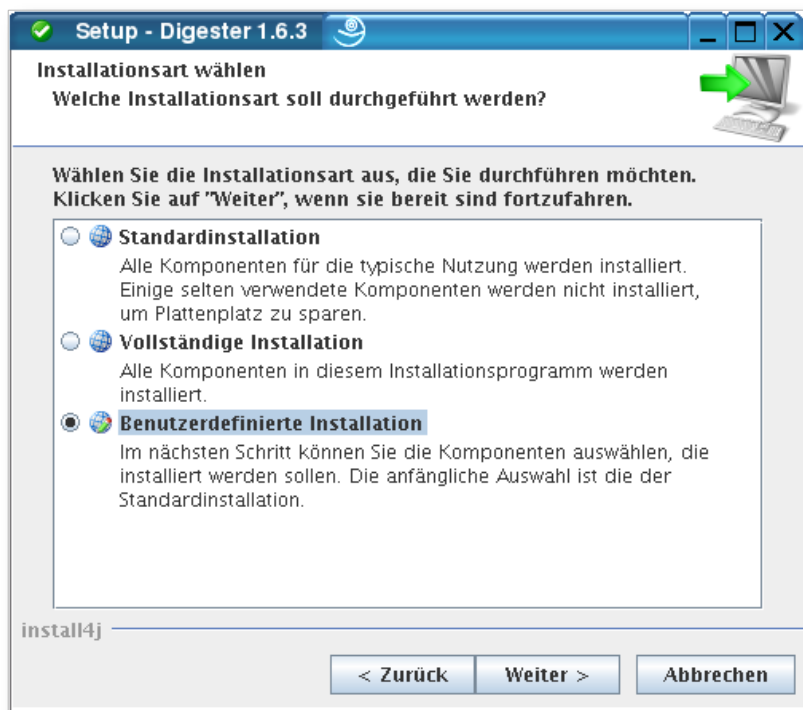 Setup - Digester 1.6.3
Installationsart wählen
Welche Installationsart soll durchgeführt werden?
Wählen Sie die Installationsart aus, die Sie durchführen möchten.
Klicken Sie auf "Weiter", wenn sie bereit sind fortzufahren.
Standardinstallation
Alle Komponenten für die typische Nutzung werden installiert.
Einige selten verwendete Komponenten werden nicht installiert,
um Plattenplatz zu sparen.
Vollständige Installation
Alle Komponenten in diesem Installationsprogramm werden
installiert.
Benutzerdefinierte Installation
Im nächsten Schritt können Sie die Komponenten auswählen, die
installiert werden sollen. Die anfängliche Auswahl ist die der
Standardinstallation.
install4j
< Zurück
Weiter >
Abbrechen